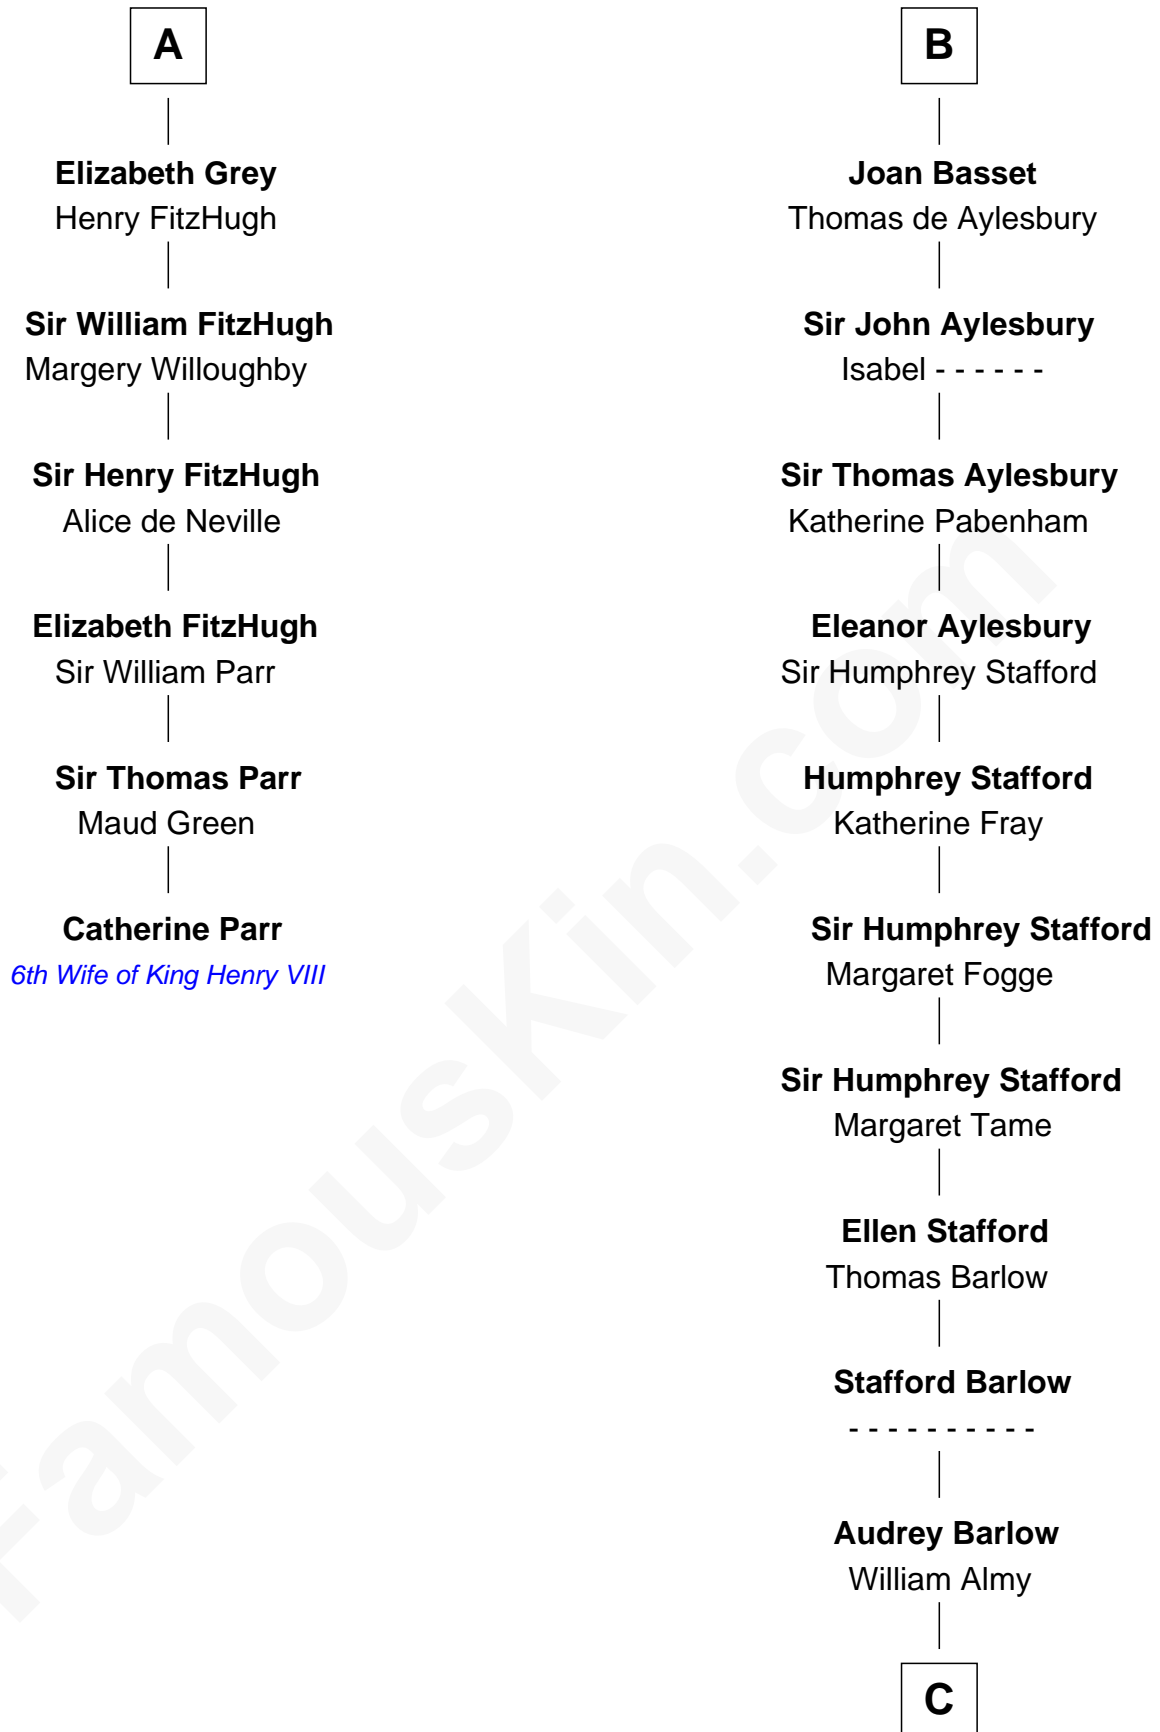 A
Elizabeth Grey
Henry FitzHugh
Sir William FitzHugh
Margery Willoughby
Sir Henry FitzHugh
Alice de Neville
Elizabeth FitzHugh
Sir William Parr
Sir Thomas Parr
Maud Green
Catherine Parr
6th Wife of King Henry VIII
B
Joan Basset
Thomas de Aylesbury
Sir John Aylesbury
Isabel - - - - - -
Sir Thomas Aylesbury
Katherine Pabenham
Eleanor Aylesbury
Sir Humphrey Stafford
Humphrey Stafford
Katherine Fray
Sir Humphrey Stafford
Margaret Fogge
Sir Humphrey Stafford
Margaret Tame
Ellen Stafford
Thomas Barlow
Stafford Barlow
- - - - - - - - - -
Audrey Barlow
William Almy
C
FamousKin.com